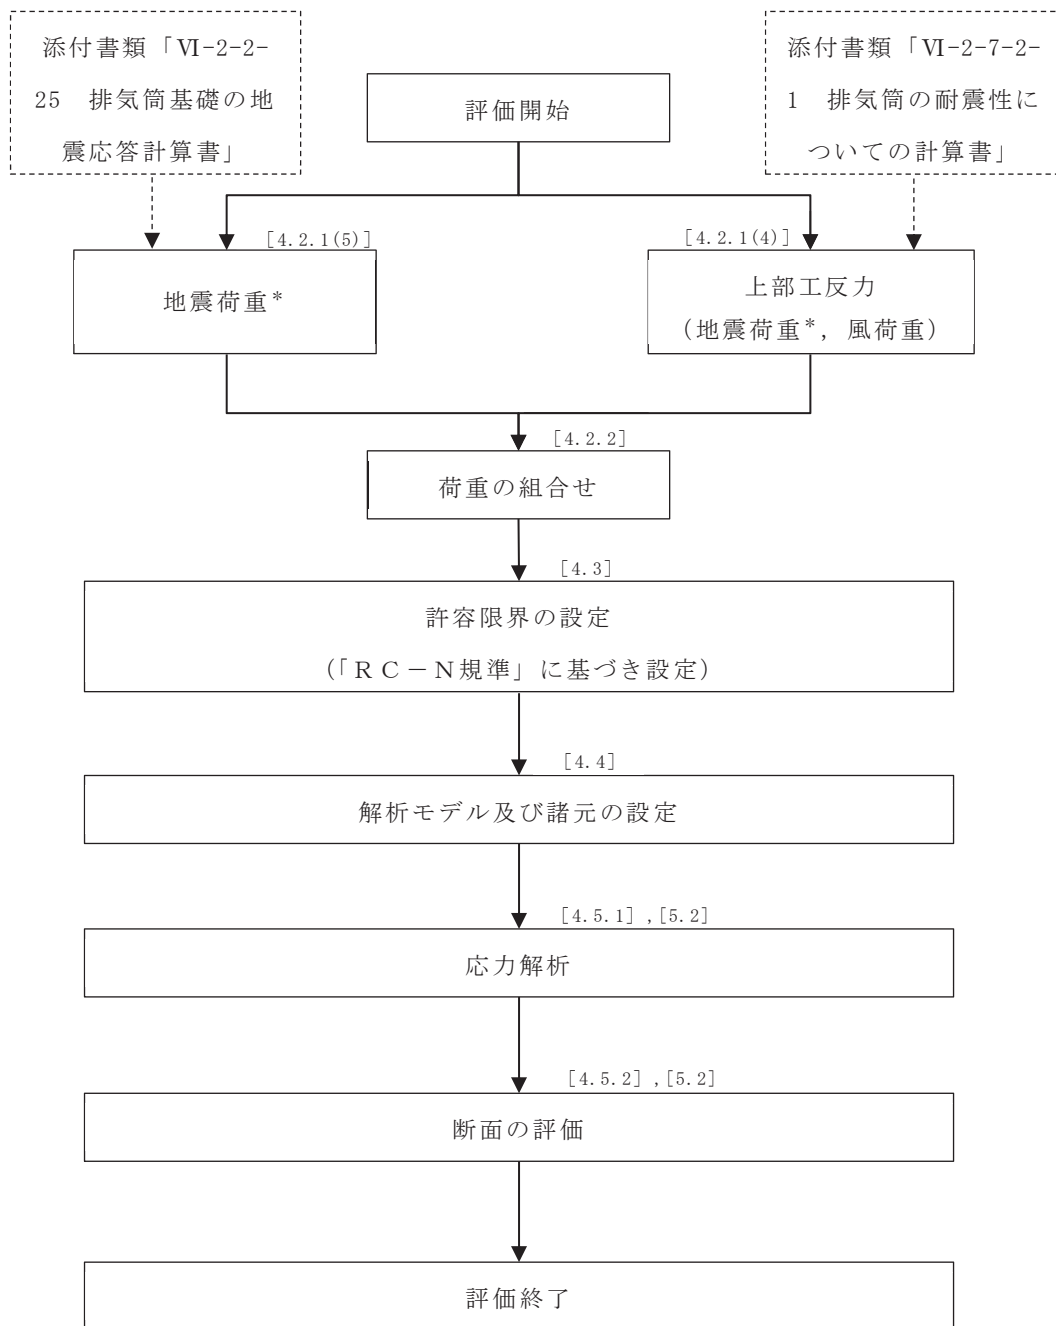 添付書類「Ⅵ-2-2-
25 排気筒基礎の地
震応答計算書」
評価開始
添付書類「Ⅵ-2-7-2-
1 排気筒の耐震性に
ついての計算書」
[4.2.1(5)]
地震荷重*
[4.2.1(4)]
上部工反力
（地震荷重*，風荷重）
[4.2.2]
荷重の組合せ
[4.3]
許容限界の設定
（「ＲＣ－Ｎ規準」に基づき設定）
[4.4]
解析モデル及び諸元の設定
[4.5.1] ,[5.2]
応力解析
[4.5.2] ,[5.2]
断面の評価
評価終了